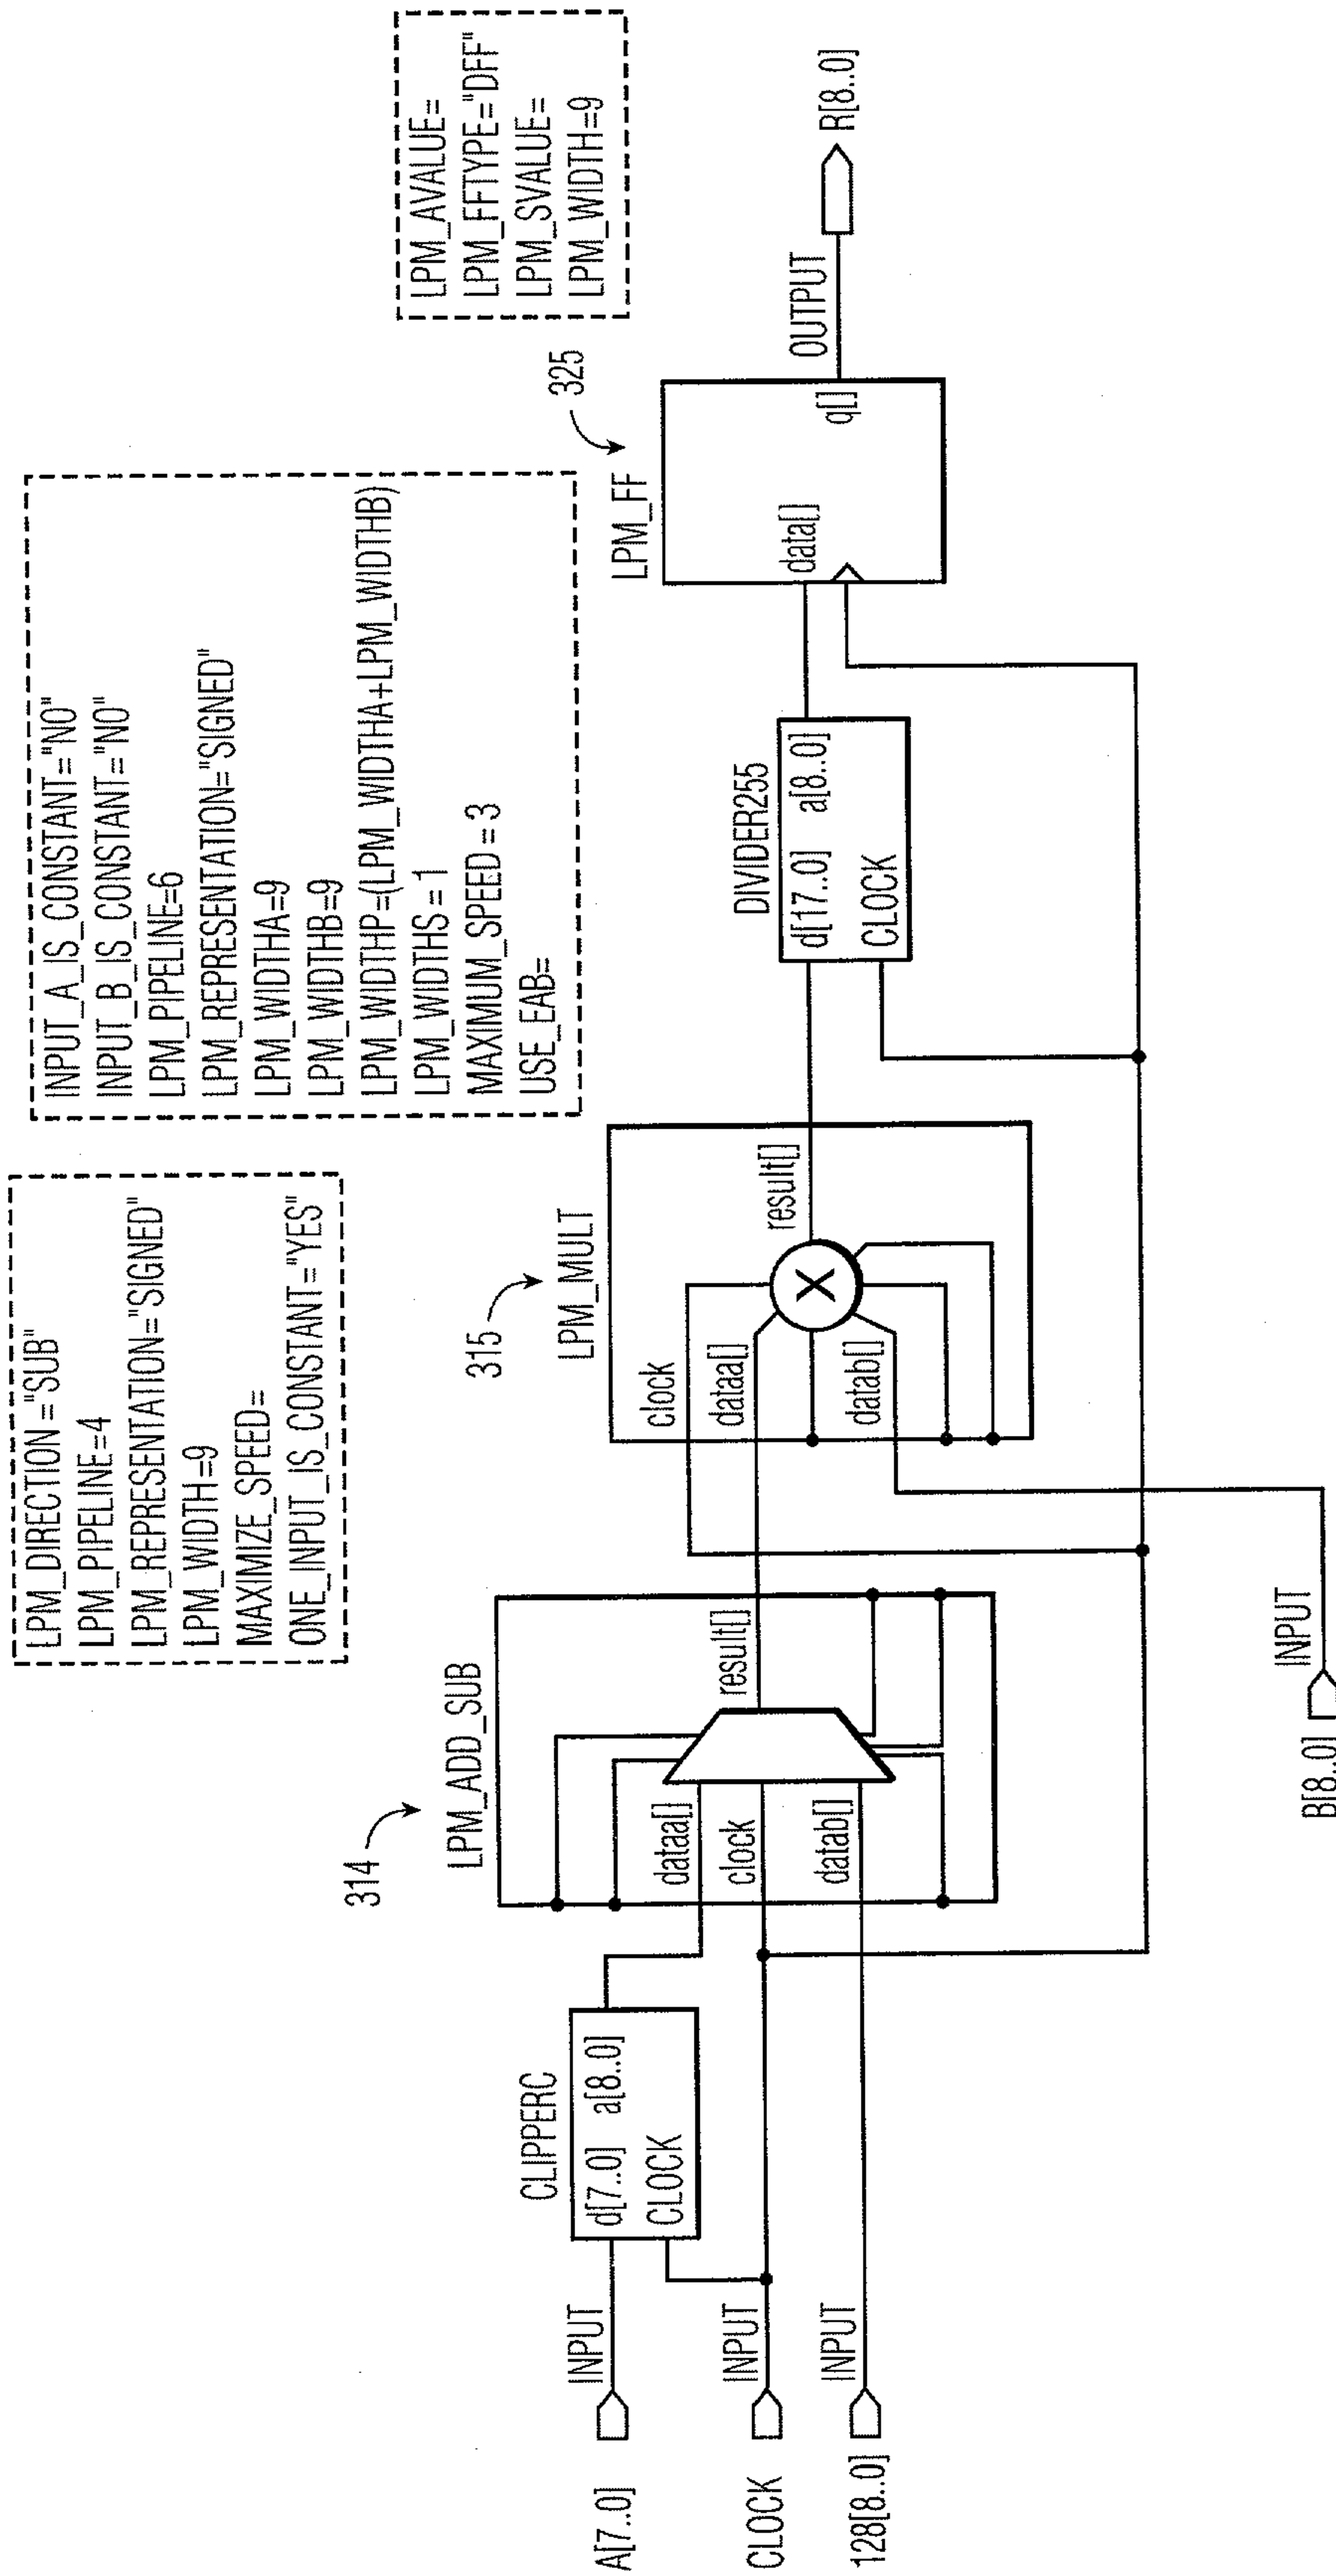 LPM_DIRECTION="SUB"
LPM_PIPELINE=4
LPM_REPRESENTATION="SIGNED"
LPM_WIDTH=9
MAXIMIZE_SPEED=
ONE_INPUT_IS_CONSTANT="YES"
INPUT_A_IS_CONSTANT="NO"
INPUT_B_IS_CONSTANT="NO"
LPM_PIPELINE=6
LPM_REPRESENTATION="SIGNED"
LPM_WIDTHA=9
LPM_WIDTHB=9
LPM_WIDTHP=(LPM_WIDTHA+LPM_WIDTHB)
LPM_WIDTHS=1
MAXIMUM_SPEED=3
USE_EAB=
LPM_AVALUE=
LPM_FFTYPE="DFF"
LPM_SVALUE=
LPM_WIDTH=9
314
LPM_ADD_SUB
dataa[]
clock
datab[]
result[]
315
LPM_MULT
clock
dataa[]
datab[]
result[]
X
325
LPM_FF
data[]
q[]
CLIPPERC
d[7..0] a[8..0]
CLOCK
DIVIDER255
d[17..0] a[8..0]
CLOCK
OUTPUT
R[8..0]
A[7..0]
INPUT
CLOCK
INPUT
128[8..0]
INPUT
B[8..0]
INPUT